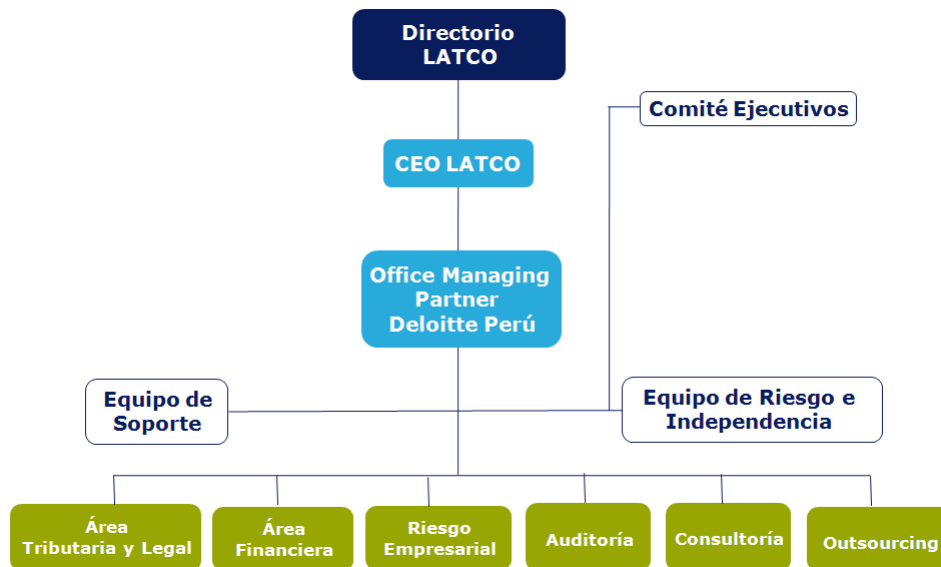 Directorio
LATCO
Comité Ejecutivos
CEO LATCO
Office Managing
Partner
Deloitte Perú
Equipo de
Soporte
Equipo de Riesgo e
Independencia
Área
Tributaria y Legal
Área
Financiera
Riesgo
Empresarial
Auditoría
Consultoría
Outsourcing